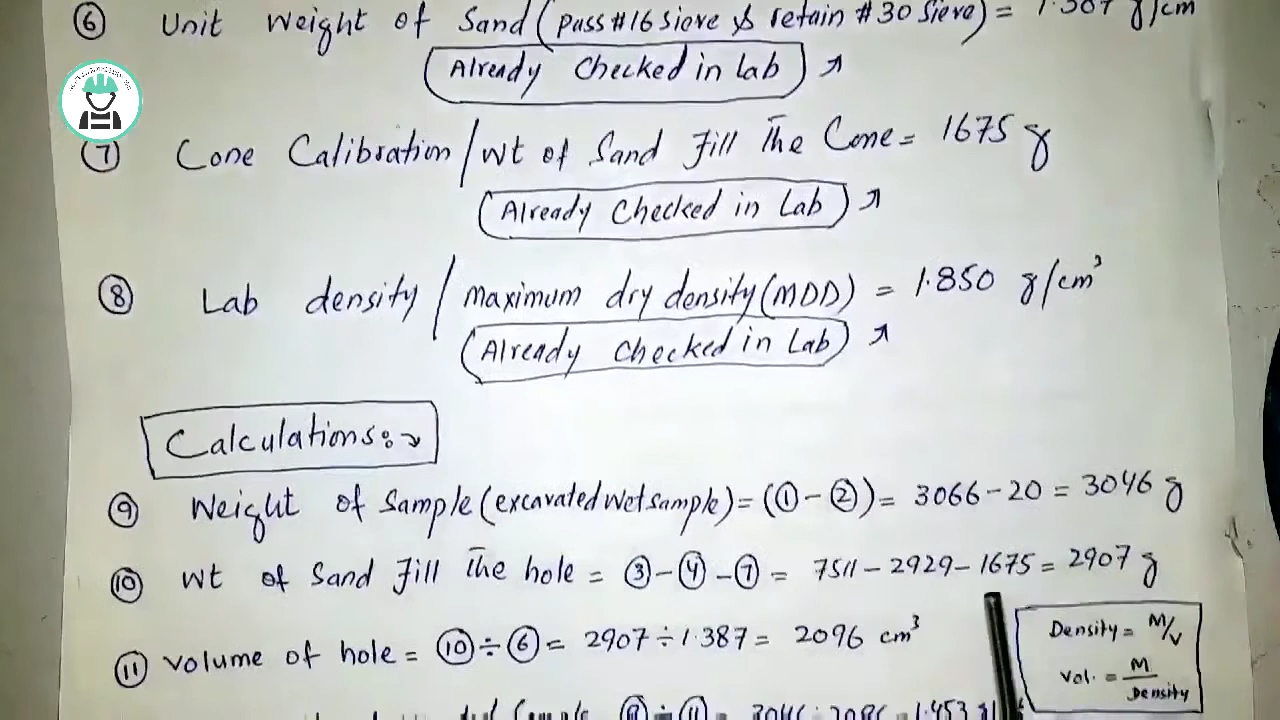 ⑥ Unit Weight of Sand (pass #16 sieve & retain #30 sieve) = 1.387 g/cm
(Already Checked in Lab) ↗
⑦ Cone Calibration / wt of Sand Fill The Cone = 1675 g
(Already Checked in Lab) ↗
⑧ Lab density / maximum dry density (MDD) = 1.850 g/cm³
(Already Checked in Lab) ↗
Calculations:→
⑨ Weight of Sample (excavated wet sample) = (① - ②) = 3066 - 20 = 3046 g
⑩ wt of Sand Fill The hole = ③ - ④ - ⑦ = 7511 - 2929 - 1675 = 2907 g
⑪ volume of hole = ⑩ ÷ ⑥ = 2907 ÷ 1.387 = 2096 cm³
Density = M/V
Vol. = M/Density
Sample